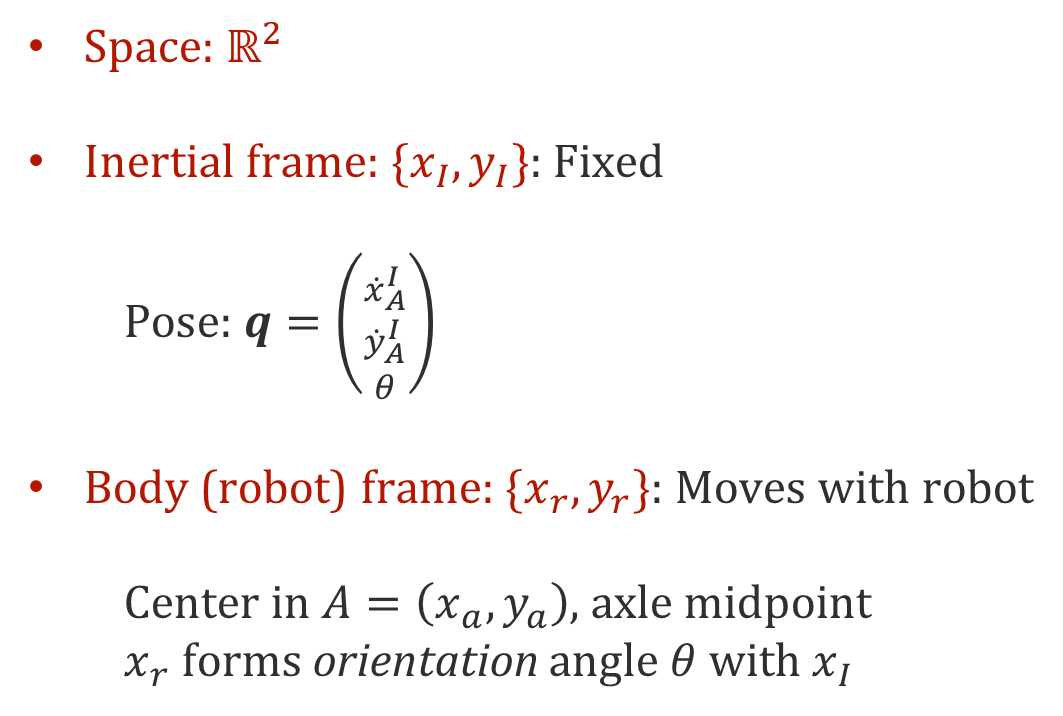 • Space: ℝ²
• Inertial frame: {x_I, y_I}: Fixed
Pose: q = (ẋ_A^I
ẏ_A^I
θ)
• Body (robot) frame: {x_r, y_r}: Moves with robot
Center in A = (x_a, y_a), axle midpoint
x_r forms orientation angle θ with x_I